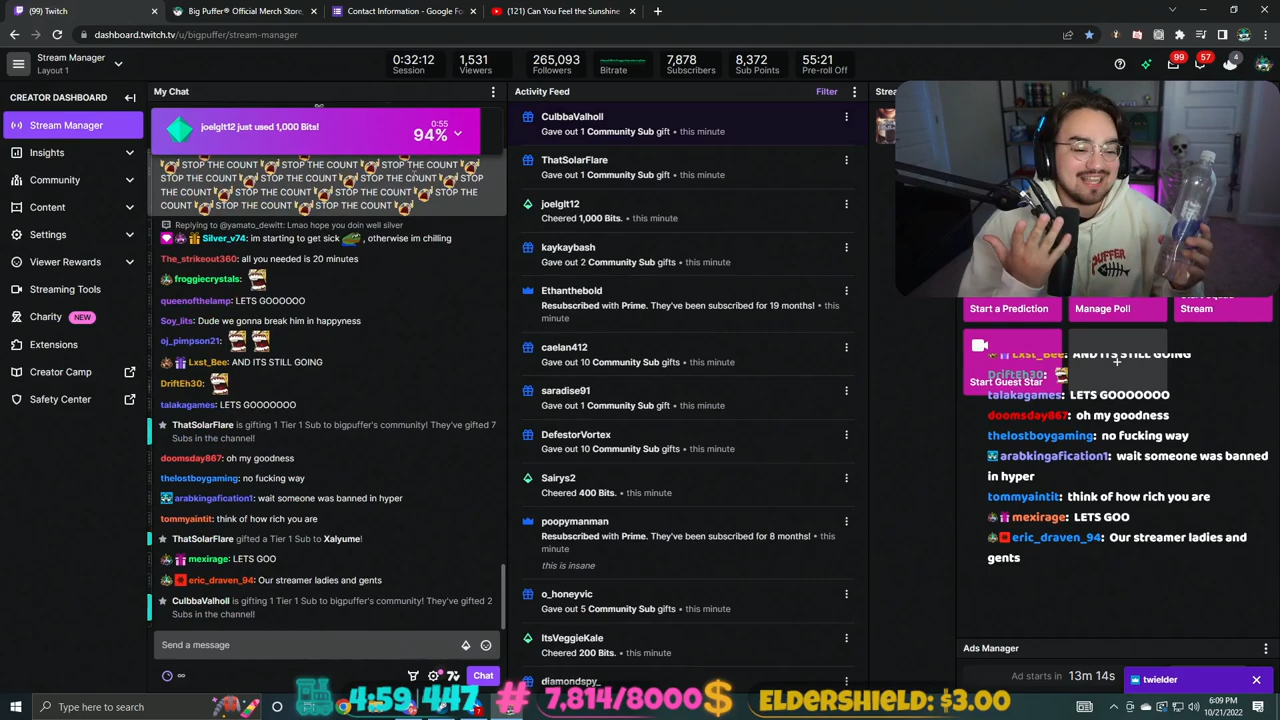 (99) Twitch
Big Puffer® Official Merch Store
Contact Information - Google Fo
(121) Can You Feel the Sunshine
dashboard.twitch.tv/u/bigpuffer/stream-manager
Stream Manager
Layout 1
0:32:12
Session
1,531
Viewers
265,093
Followers
Bitrate
7,878
Subscribers
8,372
Sub Points
55:21
Pre-roll Off
99
57
4
CREATOR DASHBOARD
Stream Manager
Insights
Community
Content
Settings
Viewer Rewards
Streaming Tools
Charity NEW
Extensions
Creator Camp
Safety Center
My Chat
joelglt12 just used 1,000 Bits!
0:55
94%
STOP THE COUNT STOP THE COUNT STOP THE COUNT
STOP THE COUNT STOP THE COUNT STOP THE COUNT STOP
THE COUNT STOP THE COUNT STOP THE COUNT STOP THE
COUNT STOP THE COUNT STOP THE COUNT
Replying to @yamato_dewitt: Lmao hope you doin well silver
Silver_v74: im starting to get sick , otherwise im chilling
The_strikeout360: all you needed is 20 minutes
froggiecrystals:
queenofthelamp: LETS GOOOOOO
Soy_lits: Dude we gonna break him in happyness
oj_pimpson21:
Lxst_Bee: AND ITS STILL GOING
DriftEh30:
talakagames: LETS GOOOOOOO
ThatSolarFlare is gifting 1 Tier 1 Sub to bigpuffer's community! They've gifted 7
Subs in the channel!
doomsday867: oh my goodness
thelostboygaming: no fucking way
arabkingafication1: wait someone was banned in hyper
tommyaintit: think of how rich you are
ThatSolarFlare gifted a Tier 1 Sub to Xalyume!
mexirage: LETS GO
eric_draven_94: Our streamer ladies and gents
CulbbaValholl is gifting 1 Tier 1 Sub to bigpuffer's community! They've gifted 2
Subs in the channel!
Send a message
Chat
Activity Feed
Filter
CulbbaValholl
Gave out 1 Community Sub gift • this minute
ThatSolarFlare
Gave out 1 Community Sub gift • this minute
joelglt12
Cheered 1,000 Bits. • this minute
kaykaybash
Gave out 2 Community Sub gifts • this minute
Ethanthebold
Resubscribed with Prime. They've been subscribed for 19 months! • this
minute
caelan412
Gave out 10 Community Sub gifts • this minute
saradise91
Gave out 1 Community Sub gift • this minute
DefestorVortex
Gave out 10 Community Sub gifts • this minute
Sairys2
Cheered 400 Bits. • this minute
poopymanman
Resubscribed with Prime. They've been subscribed for 8 months! • this
minute
this is insane
o_honeyvic
Gave out 5 Community Sub gifts • this minute
ItsVeggieKale
Cheered 200 Bits. • this minute
diamondspy_
Strea
PUFFER
Start a Prediction
Manage Poll
Start Squad
Stream
Start Guest Star
Lxst_Bee: AND ITS STILL GOING
DriftEh30:
talakagames: LETS GOOOOOOO
doomsday867: oh my goodness
thelostboygaming: no fucking way
arabkingafication1: wait someone was banned
in hyper
tommyaintit: think of how rich you are
mexirage: LETS GO
eric_draven_94: Our streamer ladies and
gents
Ads Manager
Ad starts in 13m 14s
twielder
Type here to search
4:59 447 # 7,814/8000 $ ELDERSHIELD: $3.00
6:09 PM
10/21/2022